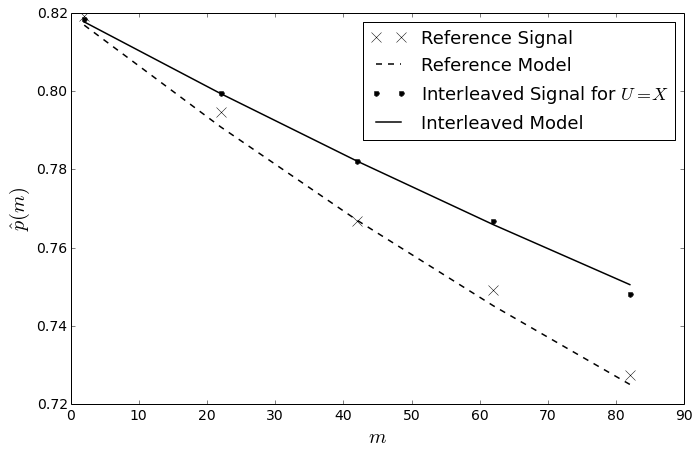 0.82
0.80
0.78
0.76
0.74
0.72
p̂(m)
0 10 20 30 40 50 60 70 80 90
m
Reference Signal
Reference Model
Interleaved Signal for U = X
Interleaved Model